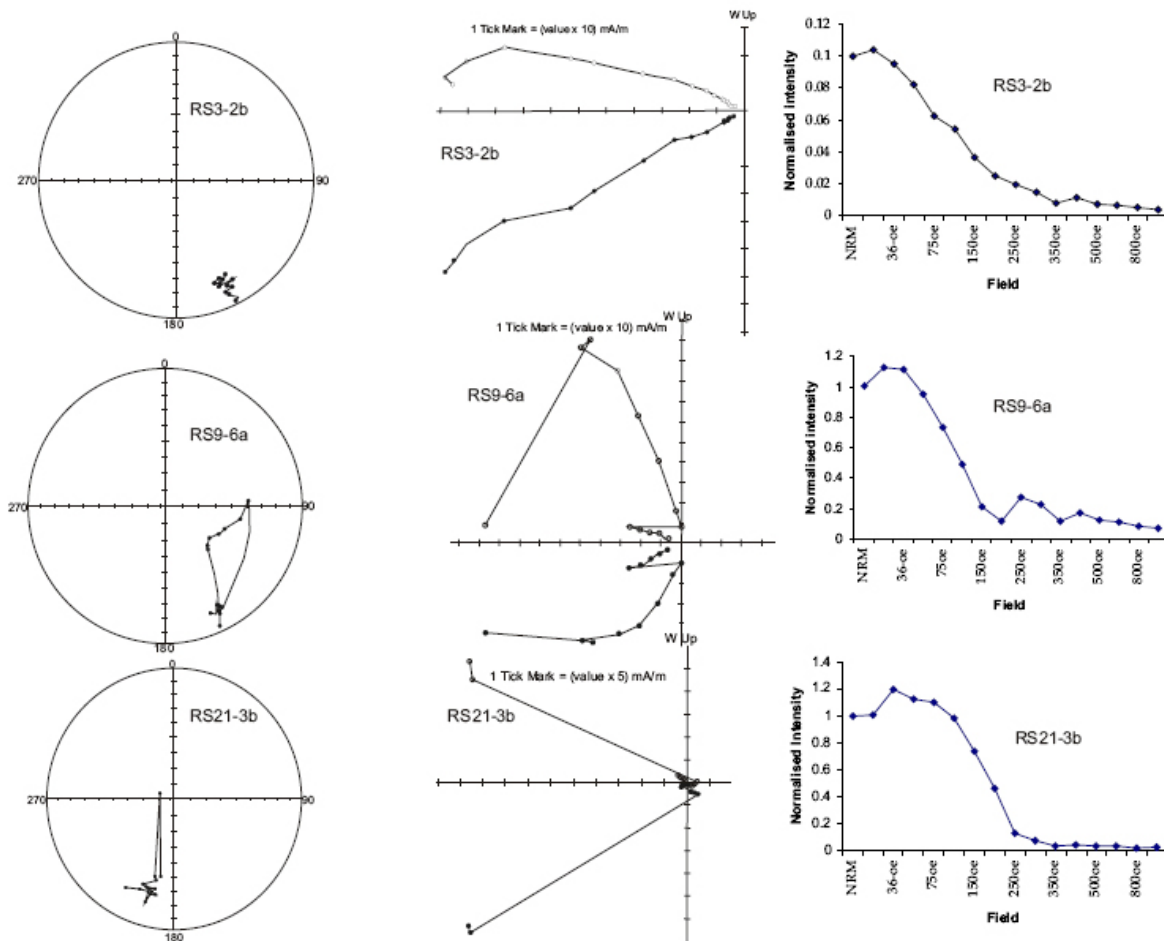 0
RS3-2b
270
90
180
W Up
1 Tick Mark = (value x 10) mA/m
RS3-2b
0.12
0.1
0.08
0.06
0.04
0.02
0
Normalised intensity
RS3-2b
NRM
36-oe
75oe
150oe
250oe
350oe
500oe
800oe
Field
0
RS9-6a
270
90
180
W Up
1 Tick Mark = (value x 10) mA/m
RS9-6a
1.2
1
0.8
0.6
0.4
0.2
0
Normalised intensity
RS9-6a
NRM
36-oe
75oe
150oe
250oe
350oe
500oe
800oe
Field
0
RS21-3b
270
90
180
W Up
1 Tick Mark = (value x 5) mA/m
RS21-3b
1.4
1.2
1
0.8
0.6
0.4
0.2
0
Normalised Intensity
RS21-3b
NRM
36-oe
75oe
150oe
250oe
350oe
500oe
800oe
Field